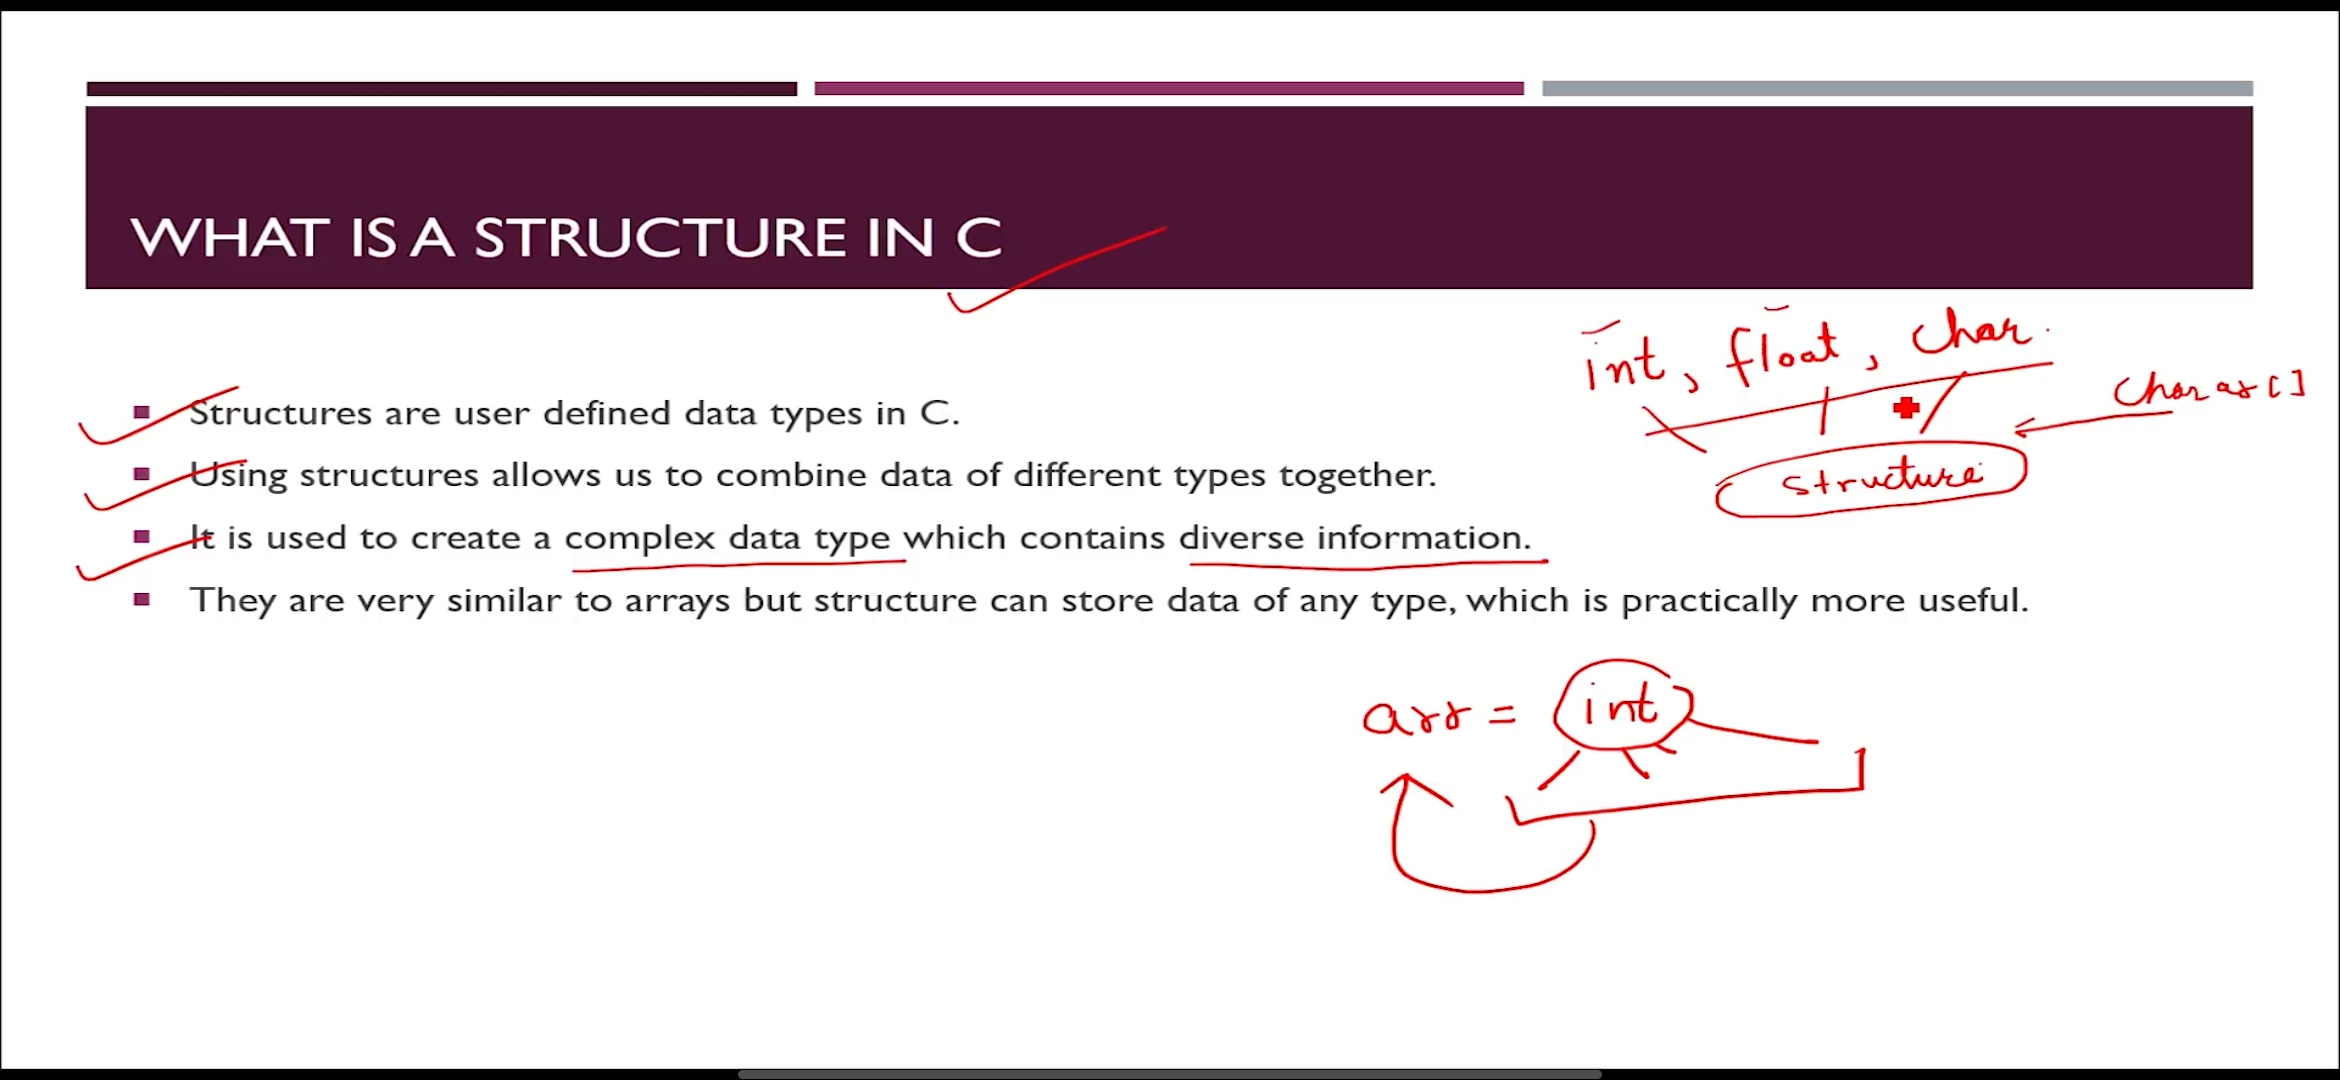 WHAT IS A STRUCTURE IN C
int, float, char
char ar[]
Structures are user defined data types in C.
Using structures allows us to combine data of different types together.
structure
It is used to create a complex data type which contains diverse information.
They are very similar to arrays but structure can store data of any type, which is practically more useful.
arr = int